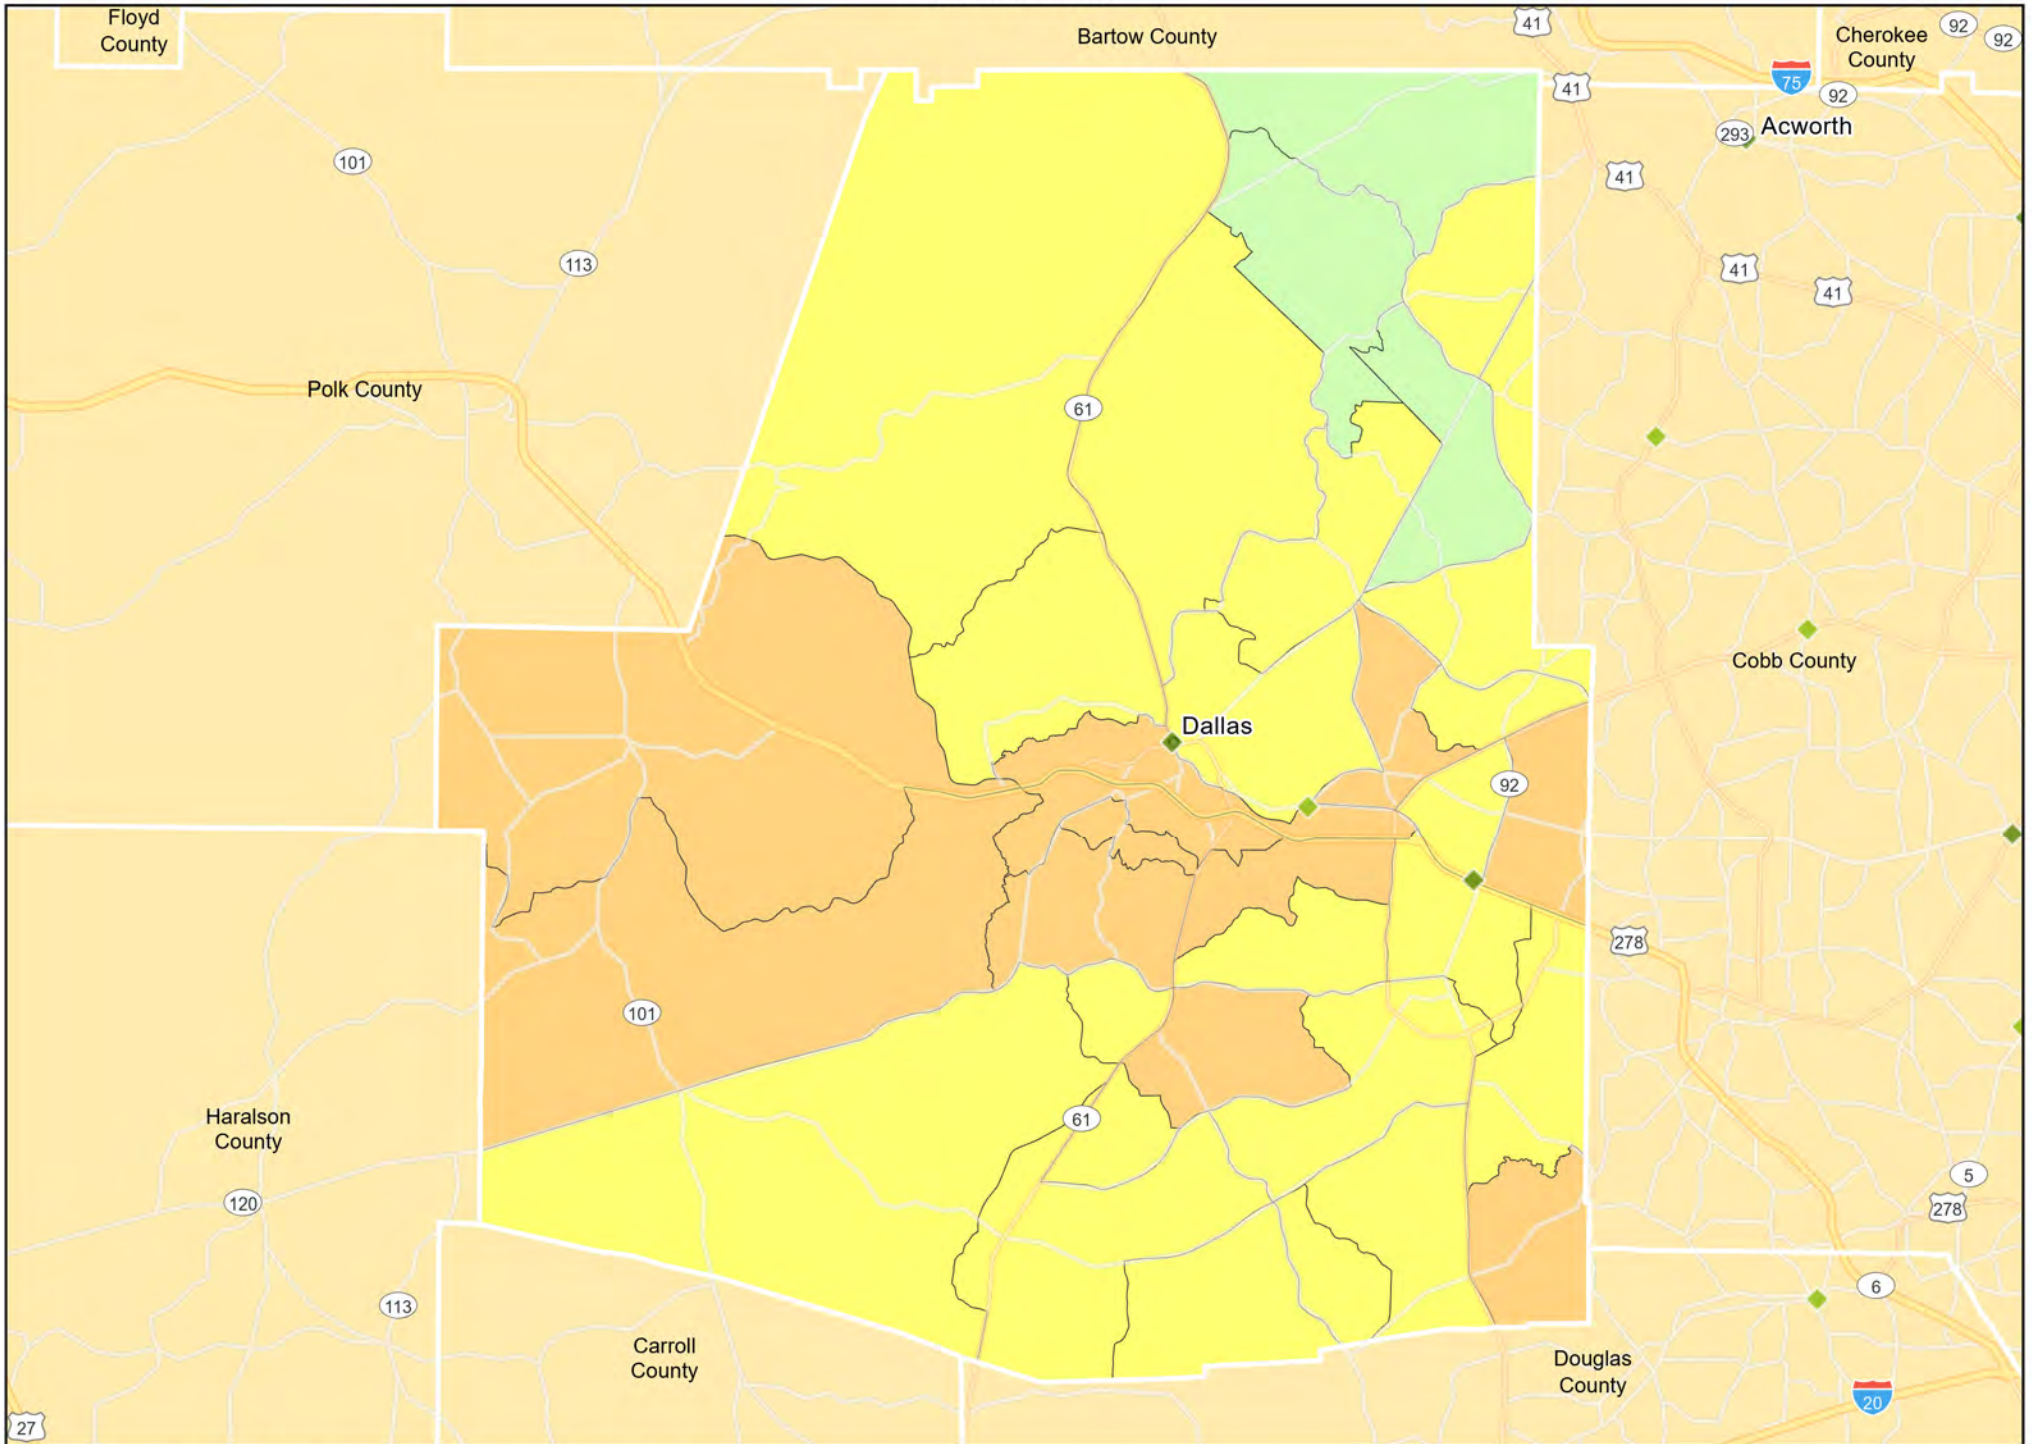 Floyd
County
Bartow County
41
Cherokee
County
92
92
75
41
92
293
Acworth
101
41
113
41
41
Polk County
61
Cobb County
Dallas
92
278
101
Haralson
County
61
120
5
278
6
113
Carroll
County
Douglas
County
20
27